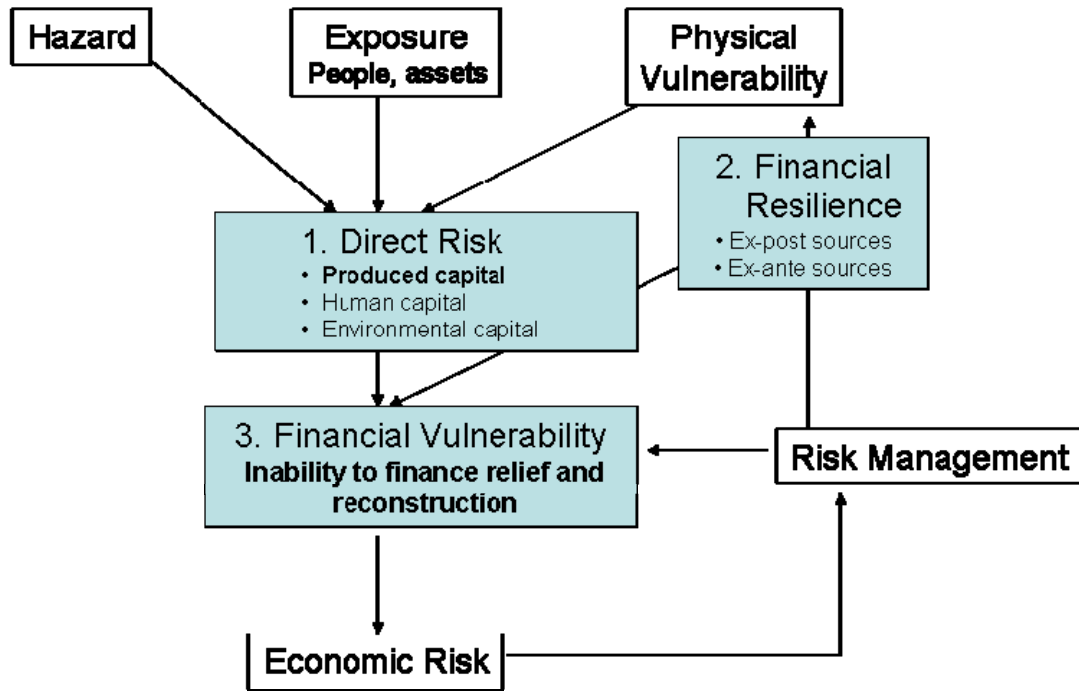 Hazard
Exposure
People, assets
Physical
Vulnerability
2. Financial
Resilience
• Ex-post sources
• Ex-ante sources
1. Direct Risk
• Produced capital
• Human capital
• Environmental capital
3. Financial Vulnerability
Inability to finance relief and
reconstruction
Risk Management
Economic Risk